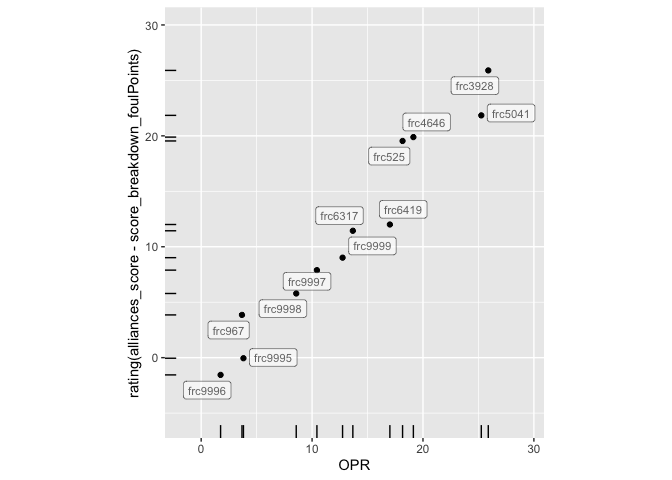 30
frc3928
frc5041
frc4646
20
frc525
frc6419
frc6317
frc9999
10
frc9997
frc9998
frc967
frc9995
0
frc9996
0
10
20
30
OPR
rating(alliances_score - score_breakdown_foulPoints)